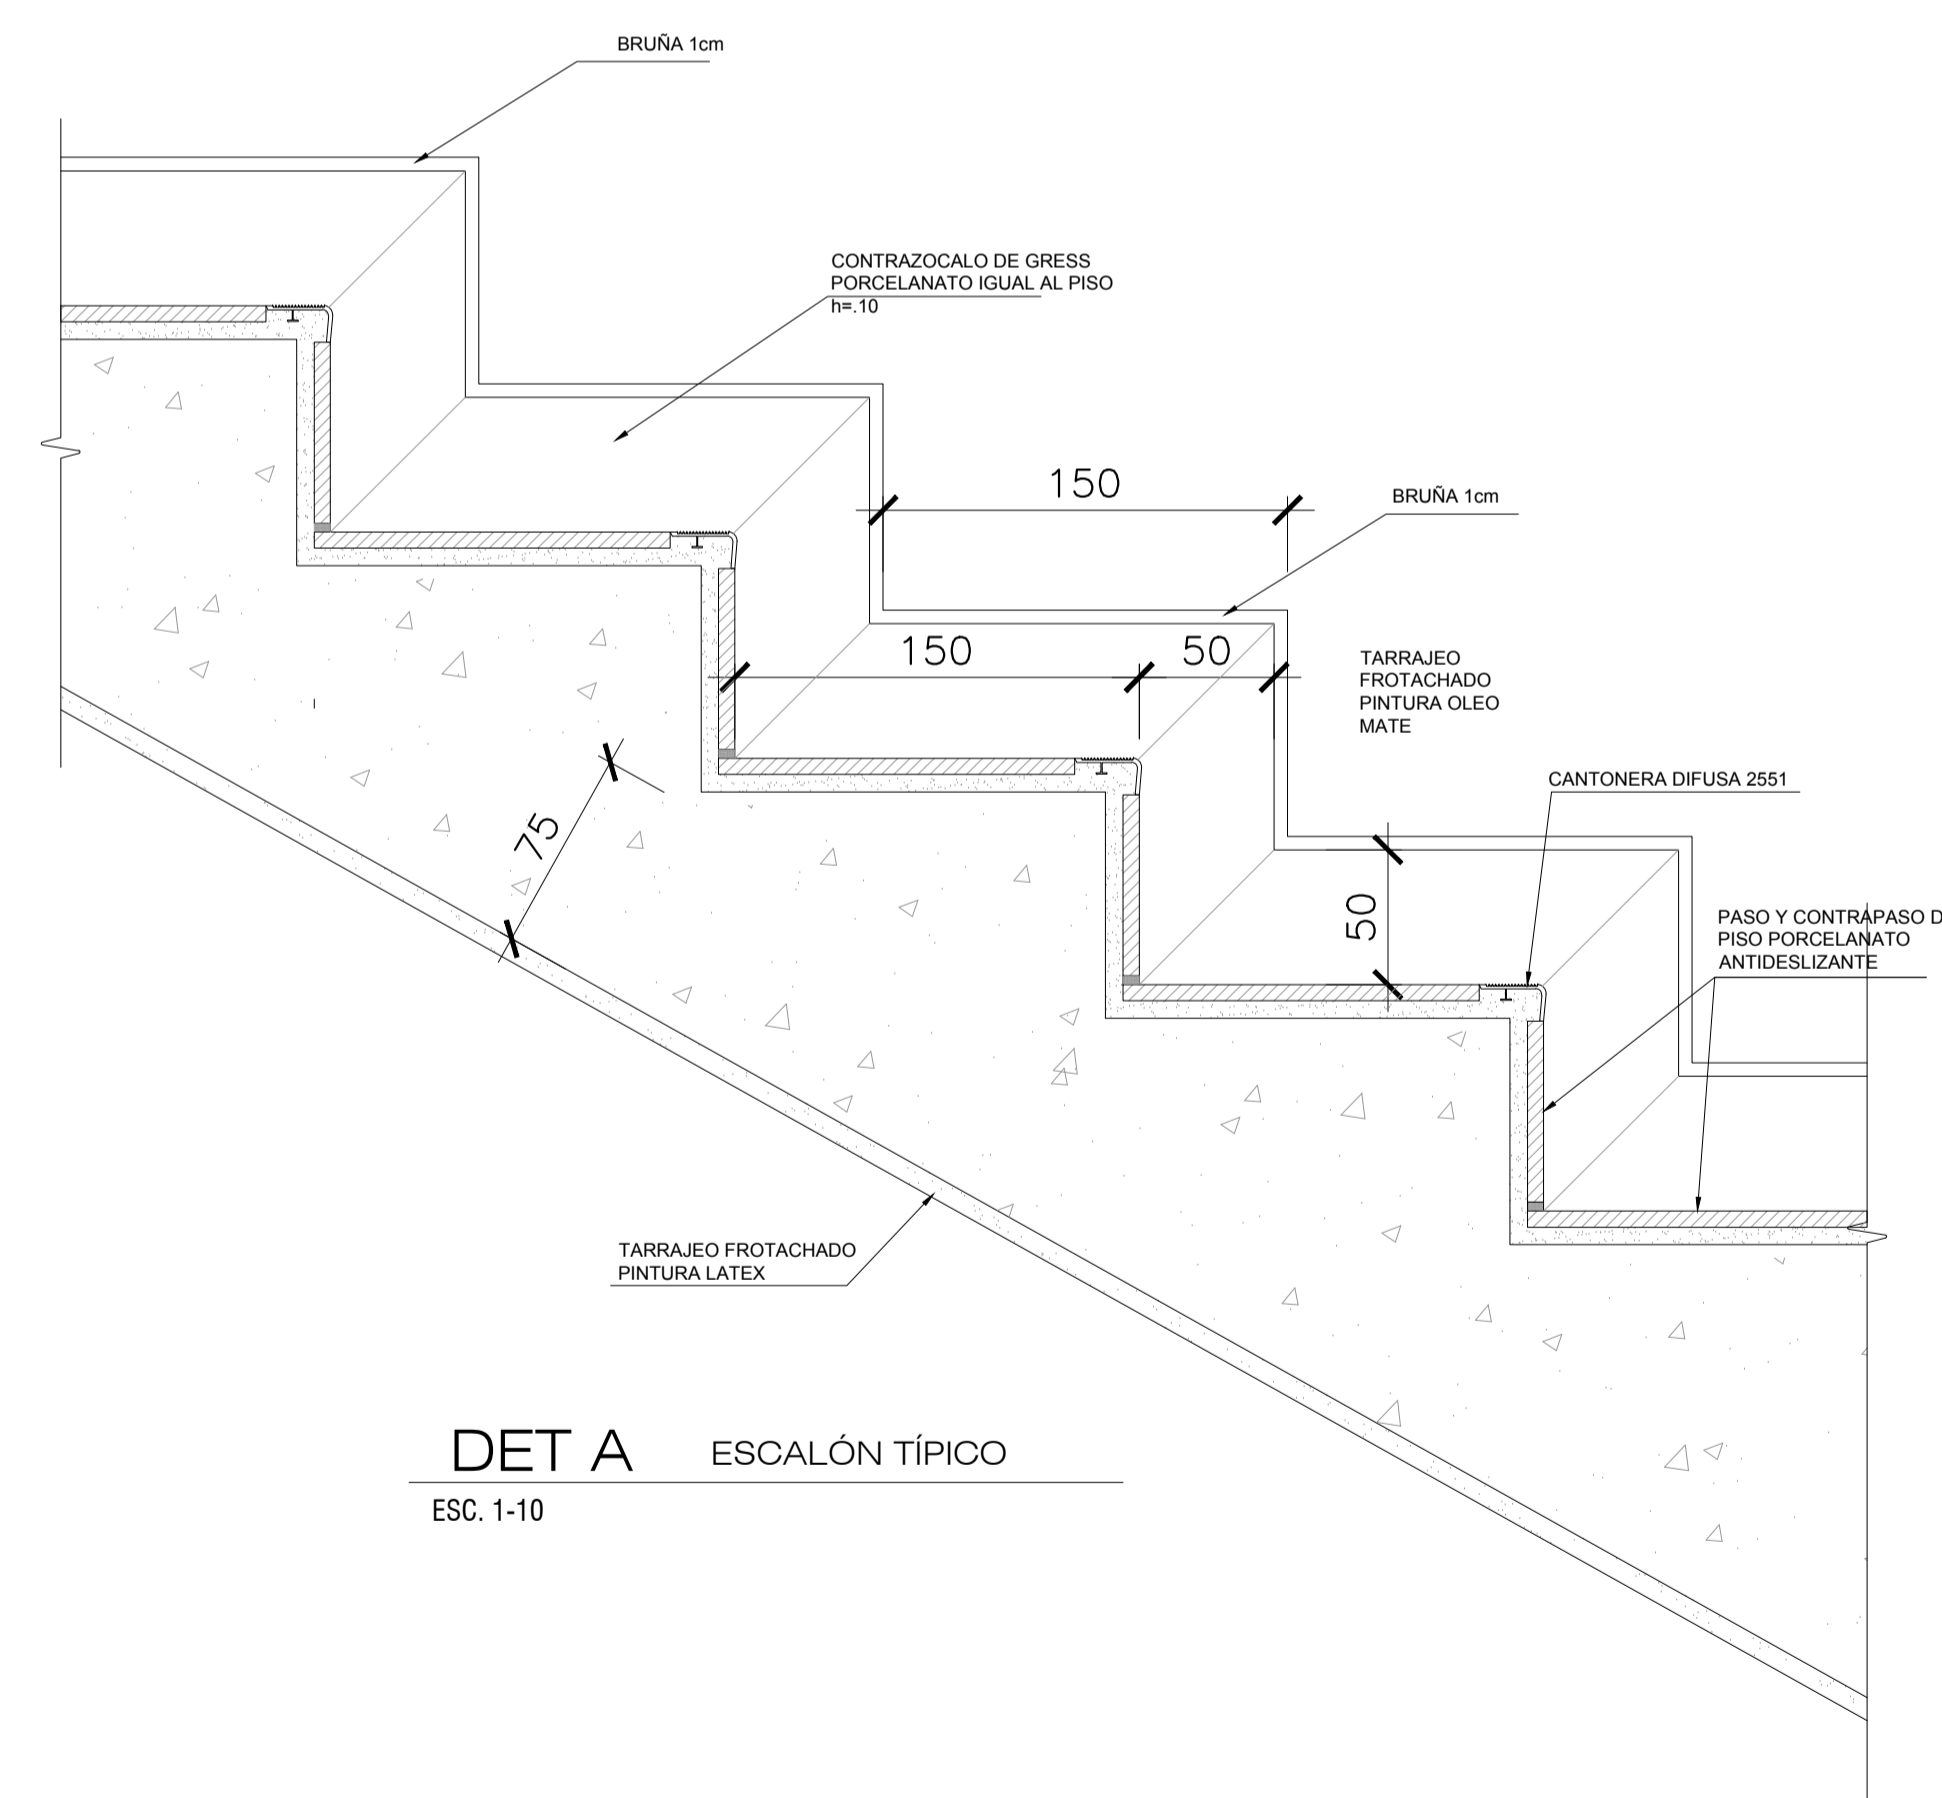 BRUÑA 1cm
CONTRAZOCALO DE GRESS
PORCELANATO IGUAL AL PISO
h=.10
150
BRUÑA 1cm
150
50
TARRAJEO
FROTACHADO
PINTURA OLEO
MATE
CANTONERA DIFUSA 2551
75
50
PASO Y CONTRAPASO D
PISO PORCELANATO
ANTIDESLIZANTE
TARRAJEO FROTACHADO
PINTURA LATEX
DET A ESCALÓN TÍPICO
ESC. 1-10